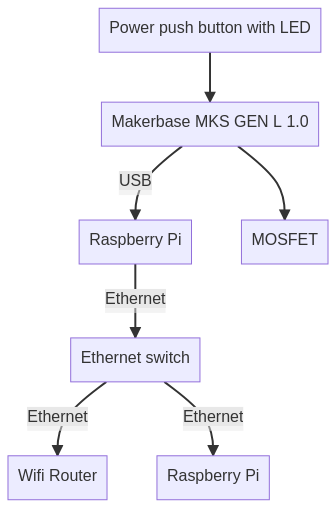 Power push button with LED
Makerbase MKS GEN L 1.0
USB
Raspberry Pi
MOSFET
Ethernet
Ethernet switch
Ethernet
Ethernet
Wifi Router
Raspberry Pi